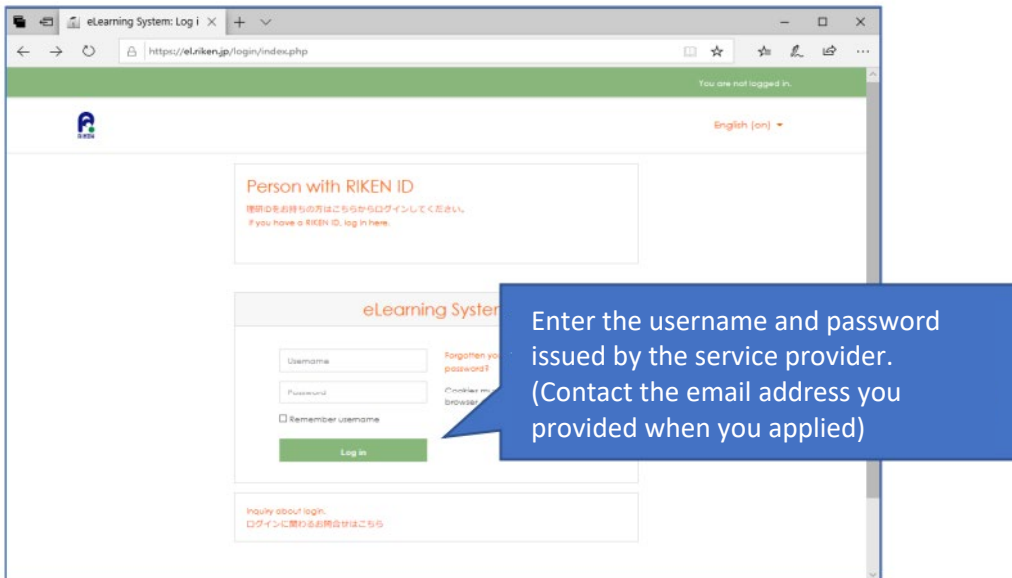 eLearning System: Log i
https://el.riken.jp/login/index.php
You are not logged in.
English (en)
Person with RIKEN ID
理研IDをお持ちの方はこちらからログインしてください。
If you have a RIKEN ID, log in here.
eLearning System
Username
Forgotten you
password?
Password
Cookies mu
browser
Remember username
Log in
Enter the username and password
issued by the service provider.
(Contact the email address you
provided when you applied)
Inquiry about login.
ログインに関わるお問合せはこちら